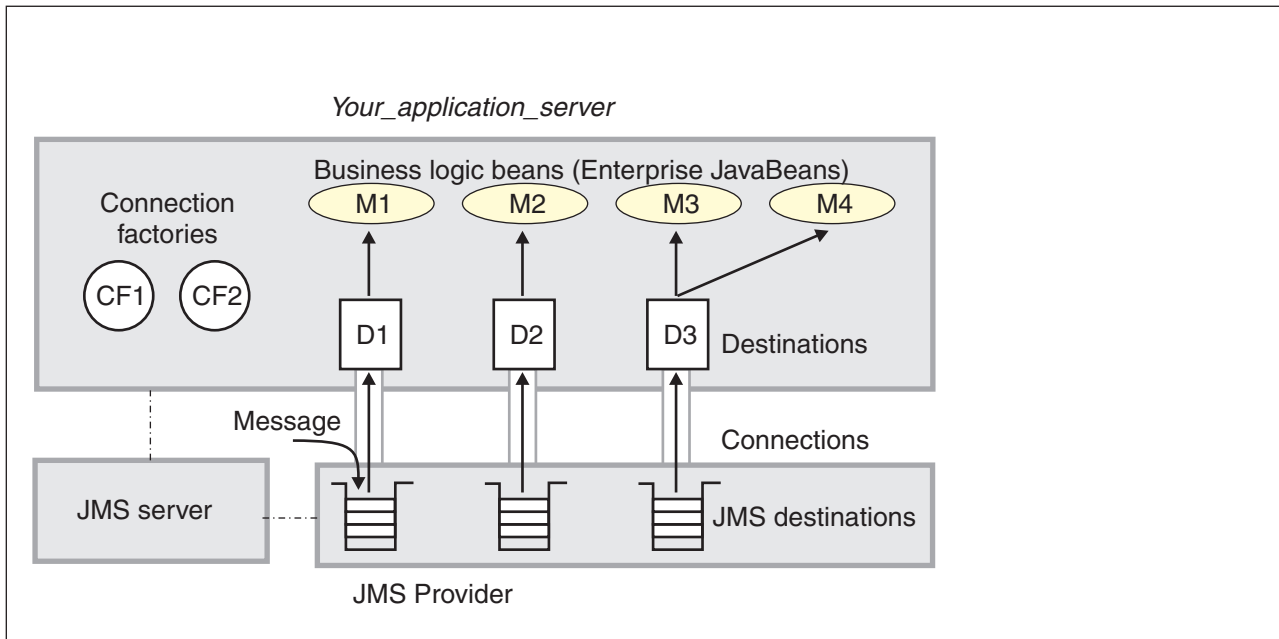 Your_application_server
Business logic beans (Enterprise JavaBeans)
Connection
factories
M1
M2
M3
M4
CF1
CF2
D1
D2
D3
Destinations
Message
Connections
JMS server
JMS destinations
JMS Provider